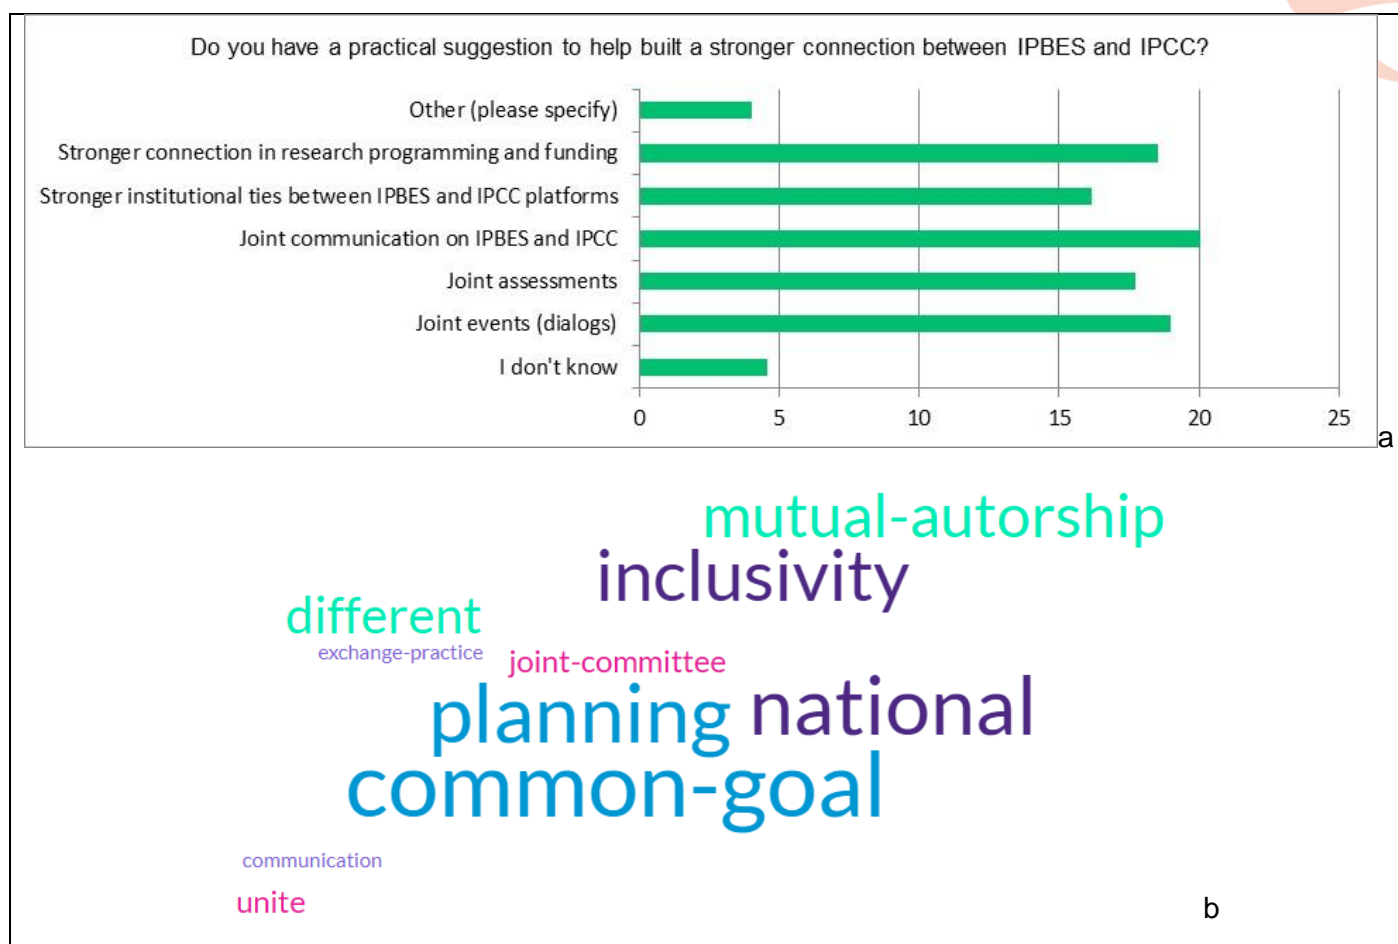 Do you have a practical suggestion to help built a stronger connection between IPBES and IPCC?
Other (please specify)
Stronger connection in research programming and funding
Stronger institutional ties between IPBES and IPCC platforms
Joint communication on IPBES and IPCC
Joint assessments
Joint events (dialogs)
I don't know
0 5 10 15 20 25
a
mutual-autorship
inclusivity
different
exchange-practice
joint-committee
planning national
common-goal
communication
unite
b